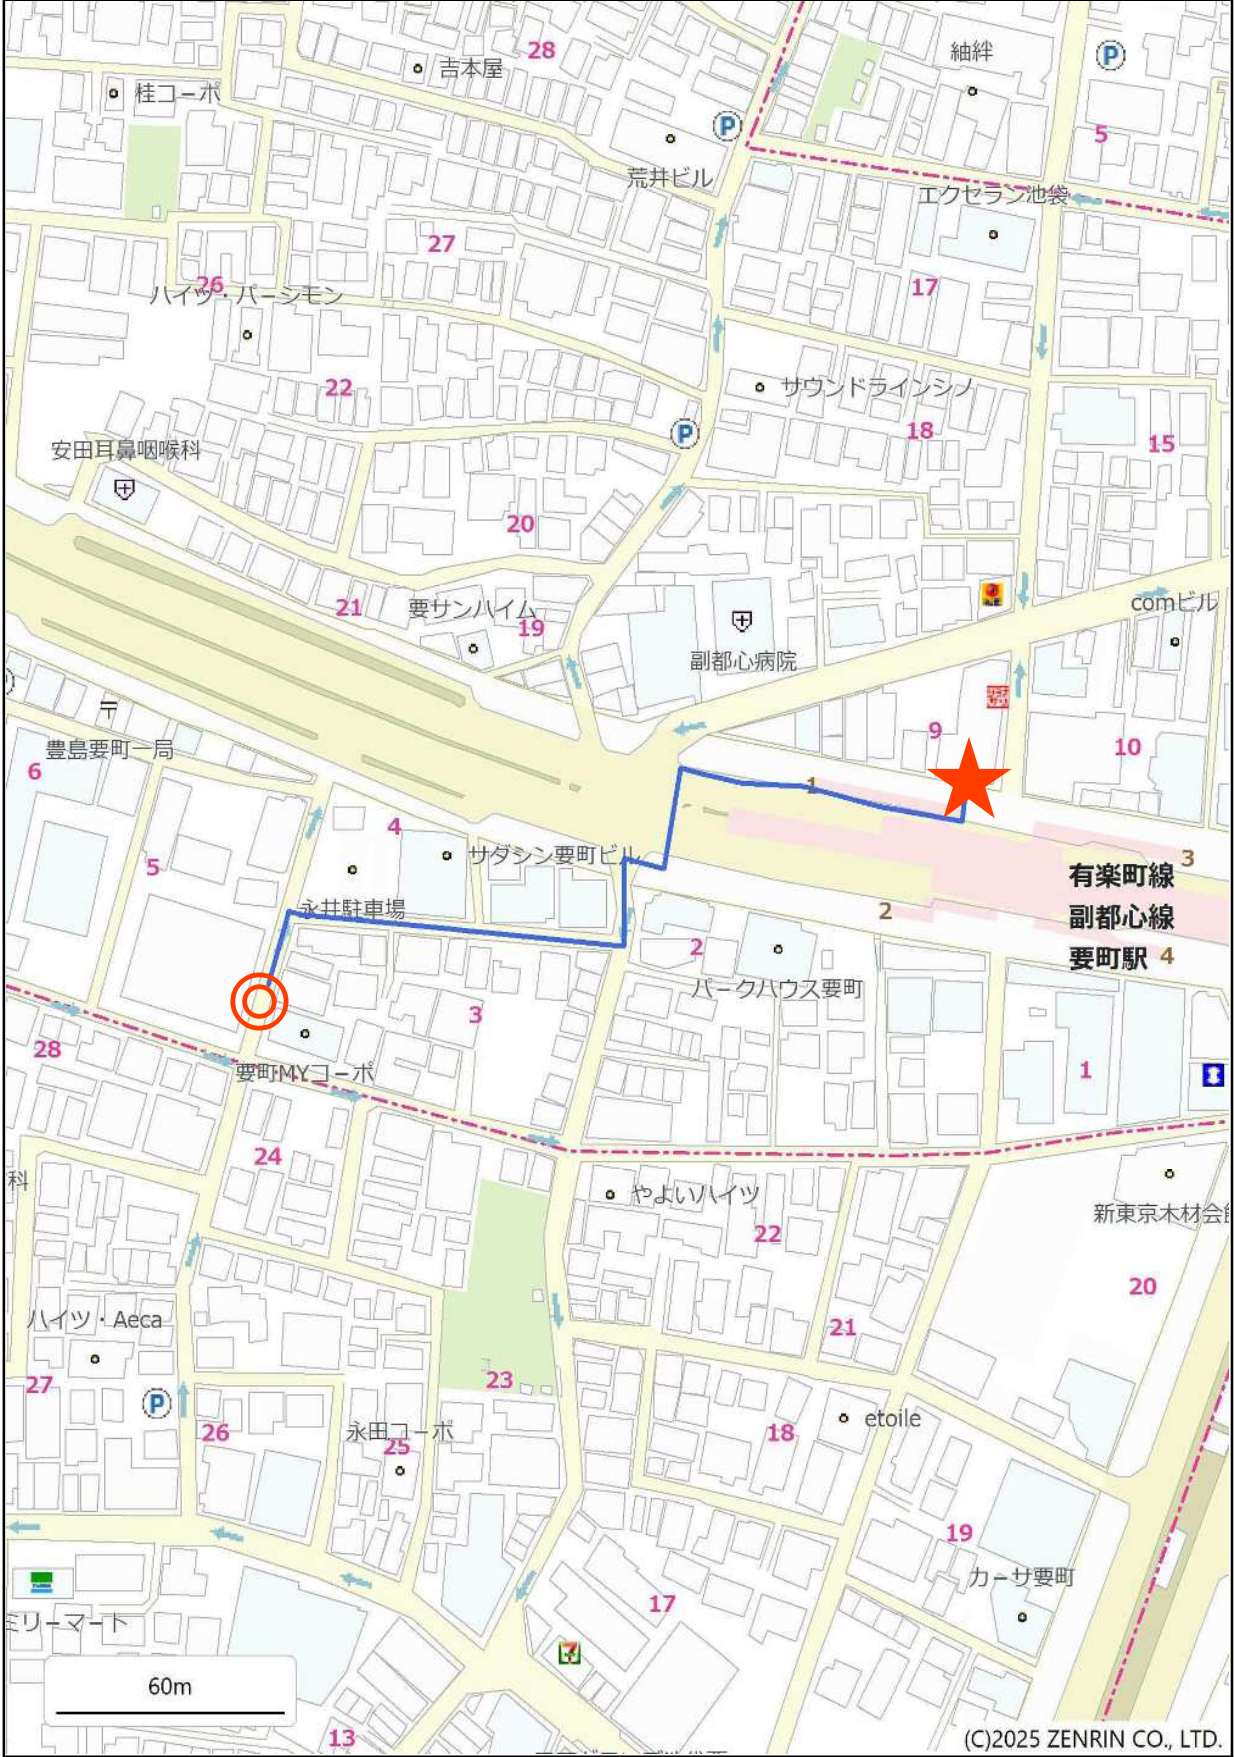 28
紬絆
P
吉本屋
桂コーポ
P
5
荒井ビル
エクセラン池袋
27
26
17
ハイツ・パーシモン
22
サウンドラインシノ
18
P
15
安田耳鼻咽喉科
20
21
要サンハイム
19
comビル
副都心病院
9
10
豊島要町一局
6
1
4
5
サダシン要町ビル
3
有楽町線
永井駐車場
2
副都心線
2
要町駅
4
パークハウス要町
3
28
要町MYコーポ
1
24
科
やよいハイツ
22
新東京木材会
20
ハイツ・Aeca
21
27
23
P
26
永田コーポ
25
18
etoile
19
カーサ要町
17
ミリーマート
7
60m
13
(C)2025 ZENRIN CO., LTD.